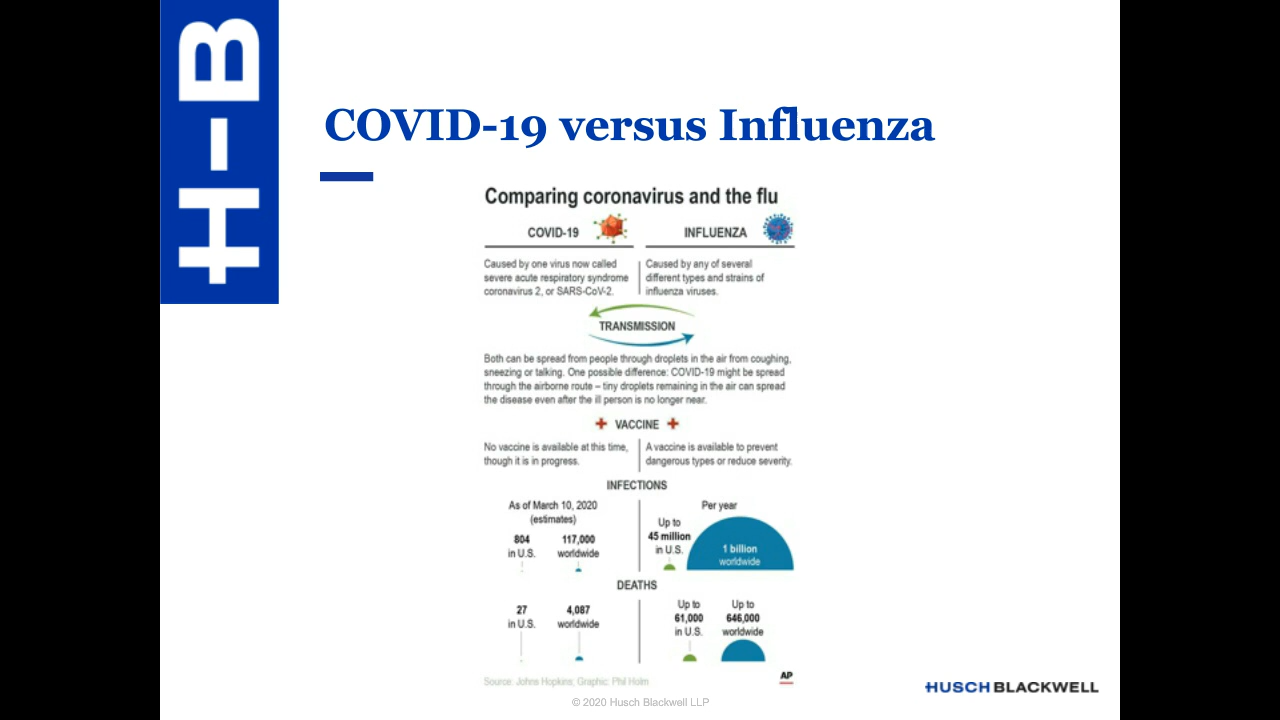 H-B
COVID-19 versus Influenza
Comparing coronavirus and the flu
COVID-19
INFLUENZA
Caused by one virus now called
severe acute respiratory syndrome
coronavirus 2, or SARS-CoV-2.
Caused by any of several
different types and strains of
influenza viruses.
TRANSMISSION
Both can be spread from people through droplets in the air from coughing,
sneezing or talking. One possible difference: COVID-19 might be spread
through the airborne route – tiny droplets remaining in the air can spread
the disease even after the ill person is no longer near.
VACCINE
No vaccine is available at this time,
though it is in progress.
A vaccine is available to prevent
dangerous types or reduce severity.
INFECTIONS
As of March 10, 2020
(estimates)
804
in U.S.
117,000
worldwide
Per year
Up to
45 million
in U.S.
1 billion
worldwide
DEATHS
27
in U.S.
4,087
worldwide
Up to
61,000
in U.S.
Up to
646,000
worldwide
Source: Johns Hopkins; Graphic: Phil Holm
AP
© 2020 Husch Blackwell LLP
HUSCH BLACKWELL